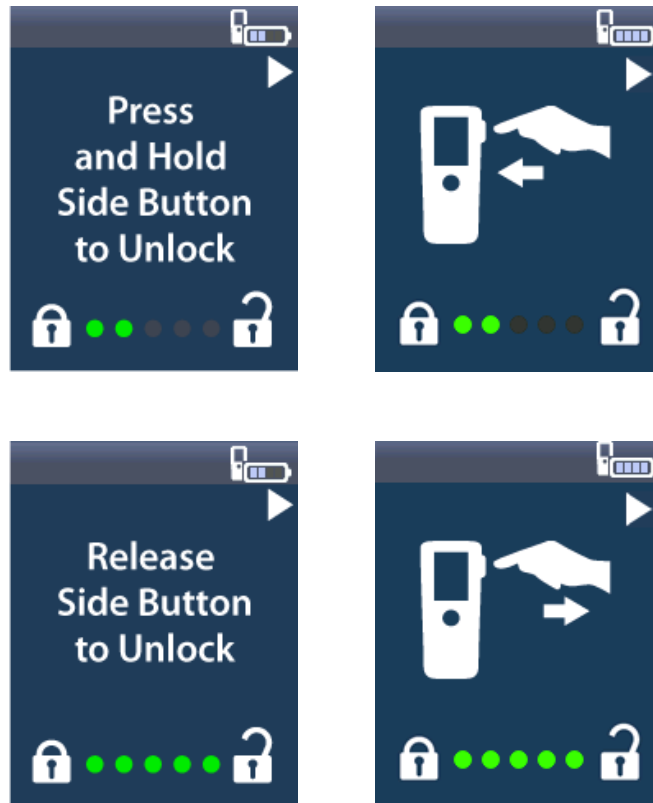 Press
and Hold
Side Button
to Unlock
Release
Side Button
to Unlock